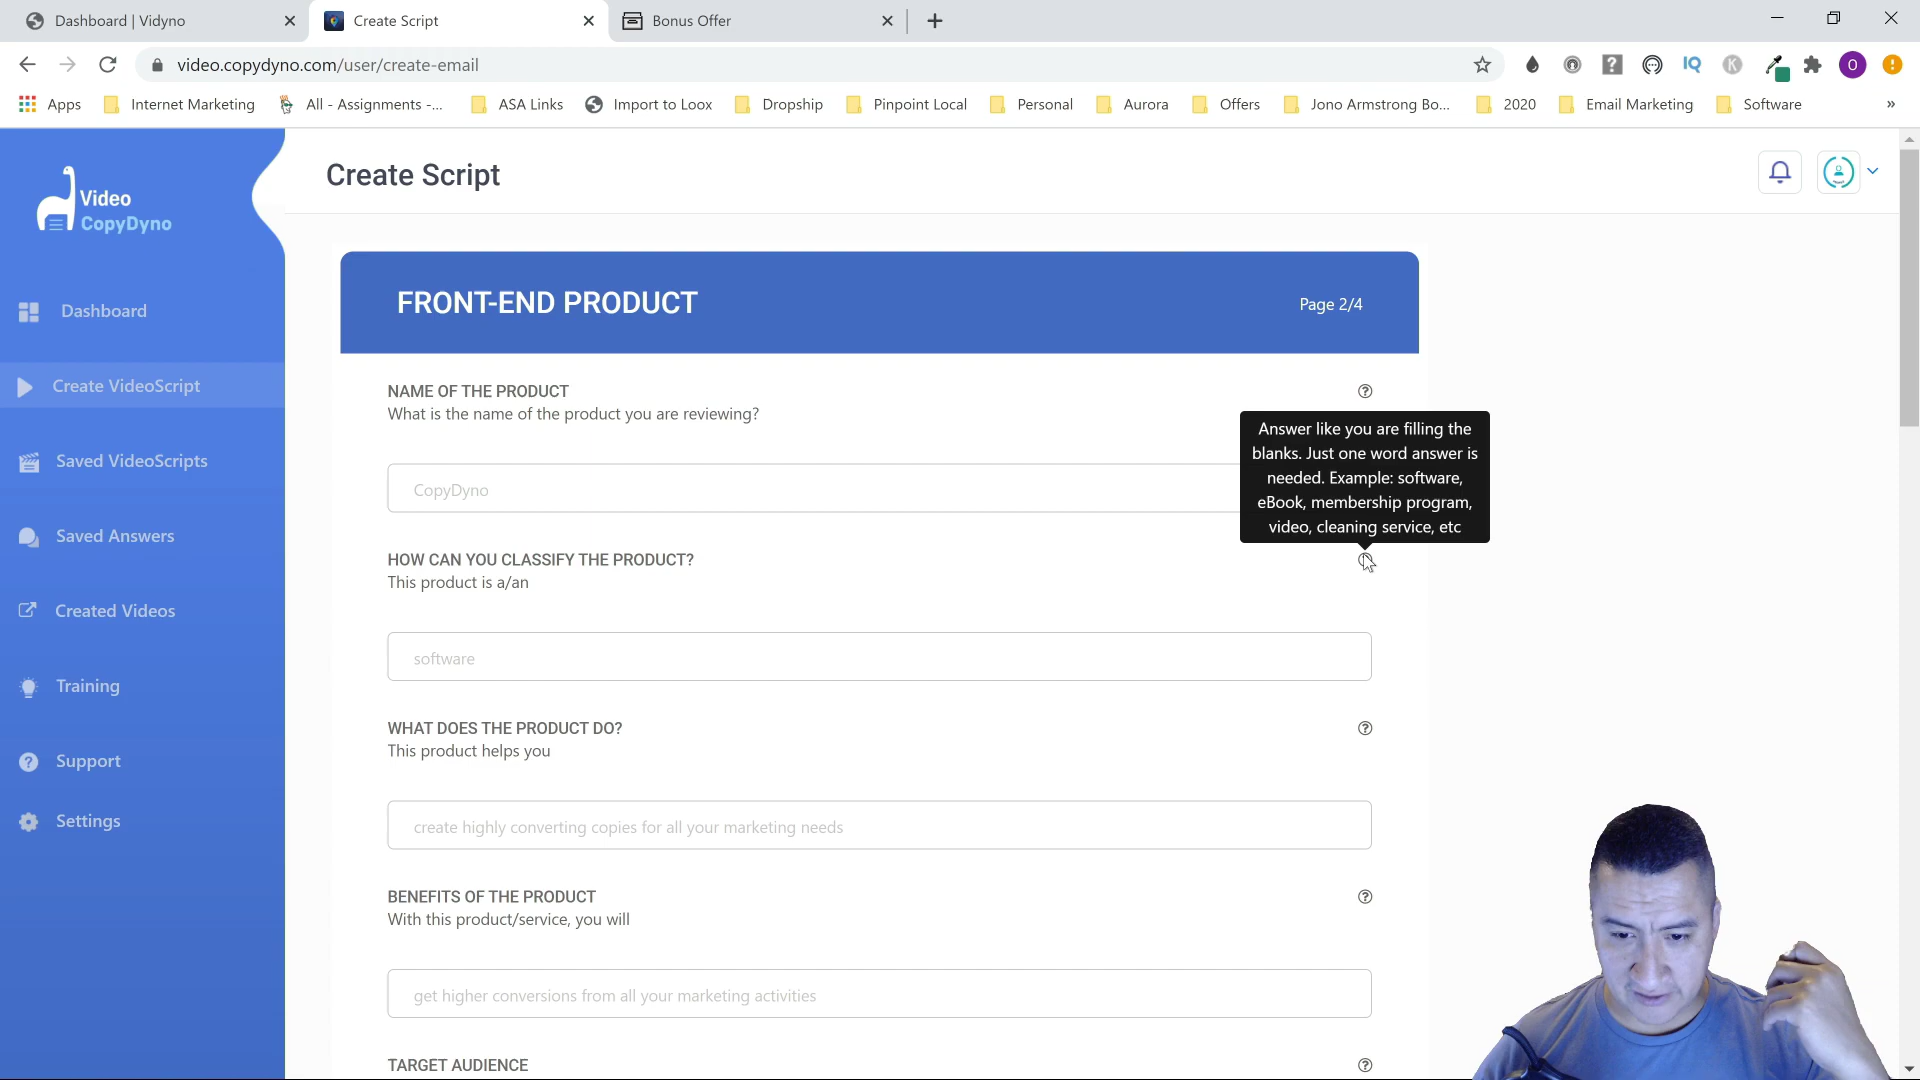 Dashboard | Vidyno
Create Script
Bonus Offer
video.copydyno.com/user/create-email
IQ
K
O
Apps
Internet Marketing
All - Assignments -...
ASA Links
Import to Loox
Dropship
Pinpoint Local
Personal
Aurora
Offers
Jono Armstrong Bo...
2020
Email Marketing
Software
»
Video
CopyDyno
Create Script
Dashboard
Create VideoScript
Saved VideoScripts
Saved Answers
Created Videos
Training
Support
Settings
FRONT-END PRODUCT
Page 2/4
NAME OF THE PRODUCT
What is the name of the product you are reviewing?
CopyDyno
Answer like you are filling the
blanks. Just one word answer is
needed. Example: software,
eBook, membership program,
video, cleaning service, etc
HOW CAN YOU CLASSIFY THE PRODUCT?
This product is a/an
software
WHAT DOES THE PRODUCT DO?
This product helps you
create highly converting copies for all your marketing needs
BENEFITS OF THE PRODUCT
With this product/service, you will
get higher conversions from all your marketing activities
TARGET AUDIENCE